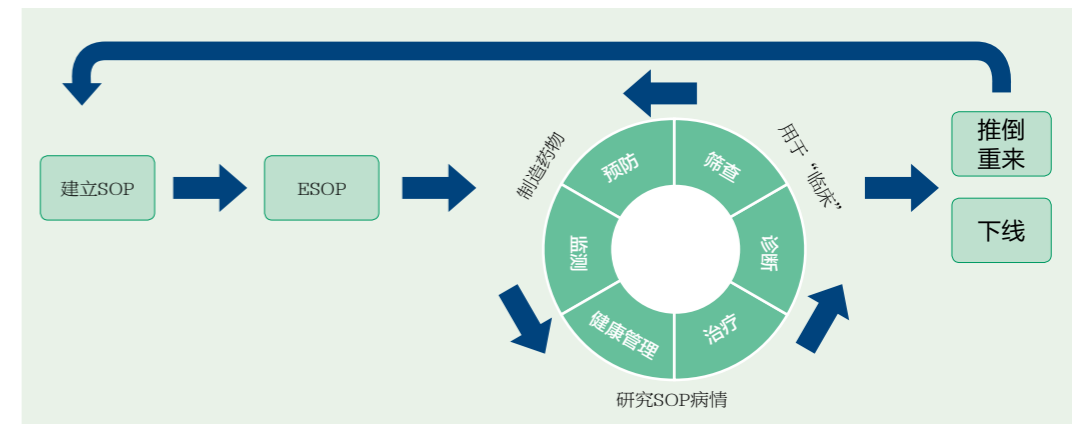 建立SOP
ESOP
制造药物
用于“临床”
预防
筛查
监测
诊断
健康管理
治疗
研究SOP病情
推倒
重来
下线